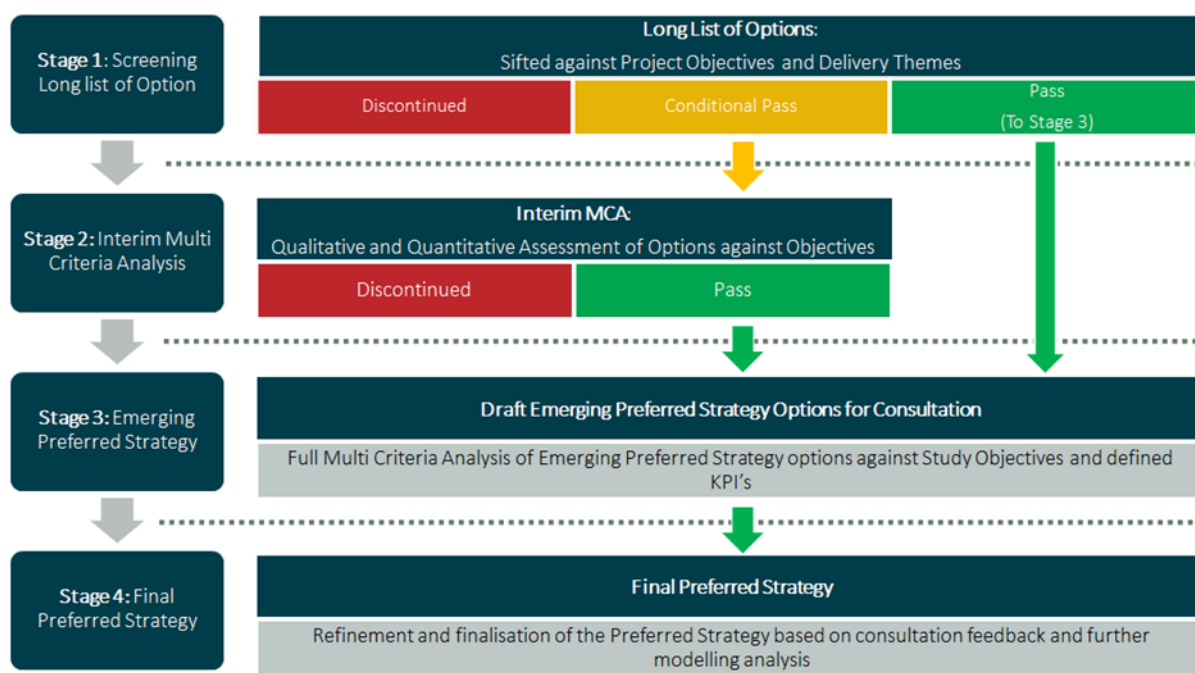 Stage 1: Screening
Long list of Option
Long List of Options:
Sifted against Project Objectives and Delivery Themes
Discontinued
Conditional Pass
Pass
(To Stage 3)
Stage 2: Interim Multi
Criteria Analysis
Interim MCA:
Qualitative and Quantitative Assessment of Options against Objectives
Discontinued
Pass
Stage 3: Emerging
Preferred Strategy
Draft Emerging Preferred Strategy Options for Consultation
Full Multi Criteria Analysis of Emerging Preferred Strategy options against Study Objectives and defined
KPI's
Stage 4: Final
Preferred Strategy
Final Preferred Strategy
Refinement and finalisation of the Preferred Strategy based on consultation feedback and further
modelling analysis